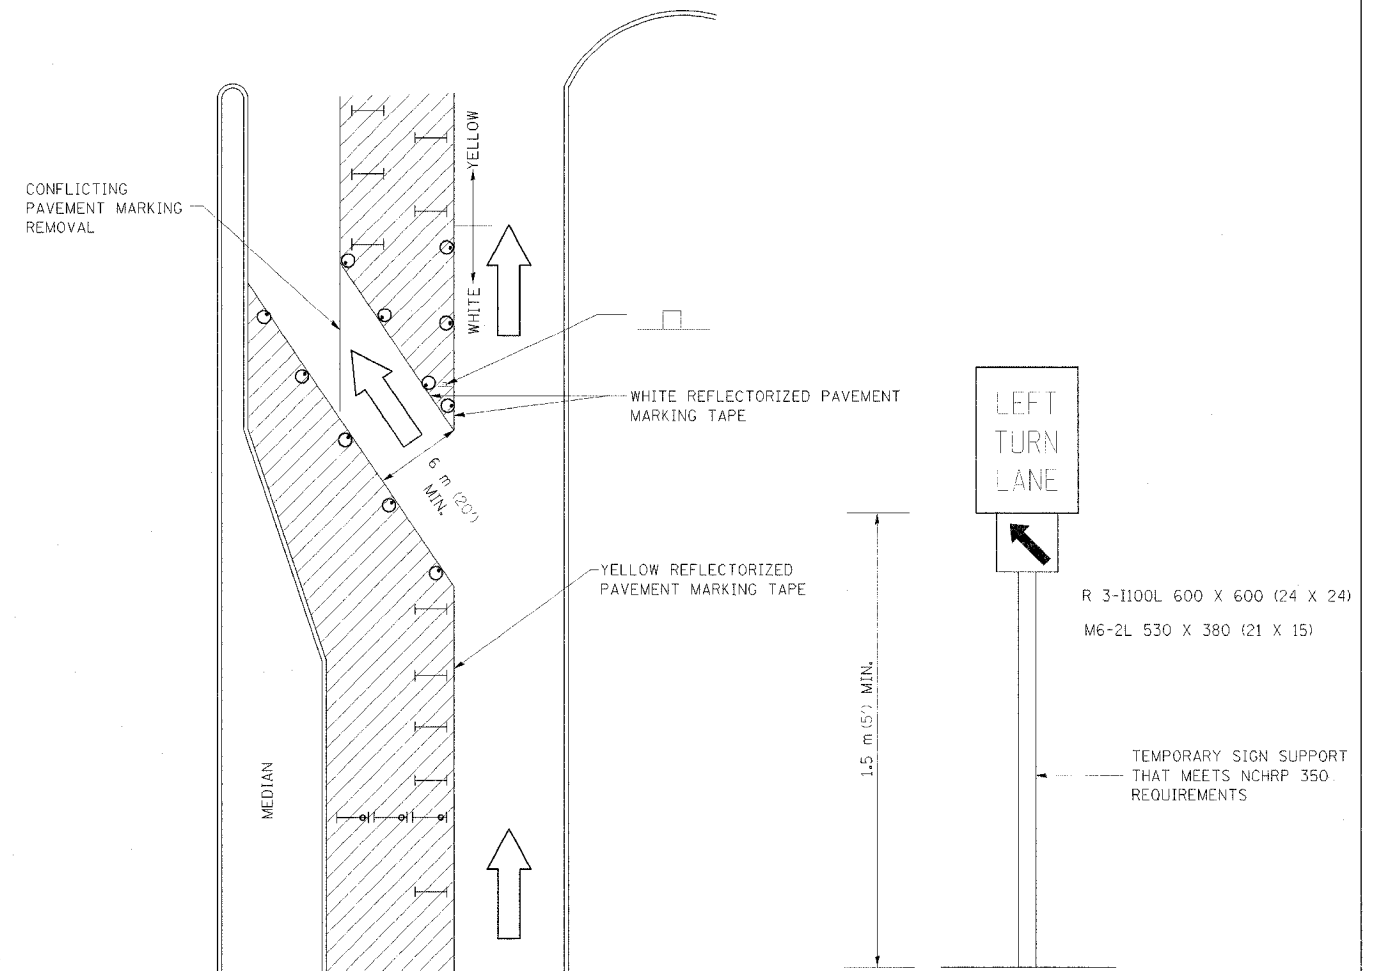 CONFLICTING
PAVEMENT MARKING
REMOVAL
YELLOW
WHITE
WHITE REFLECTORIZED PAVEMENT
MARKING TAPE
6 m (20')
MIN.
YELLOW REFLECTORIZED
PAVEMENT MARKING TAPE
MEDIAN
LEFT
TURN
LANE
R 3-I100L 600 X 600 (24 X 24)
M6-2L 530 X 380 (21 X 15)
1.5 m (5') MIN.
TEMPORARY SIGN SUPPORT
THAT MEETS NCHRP 350
REQUIREMENTS